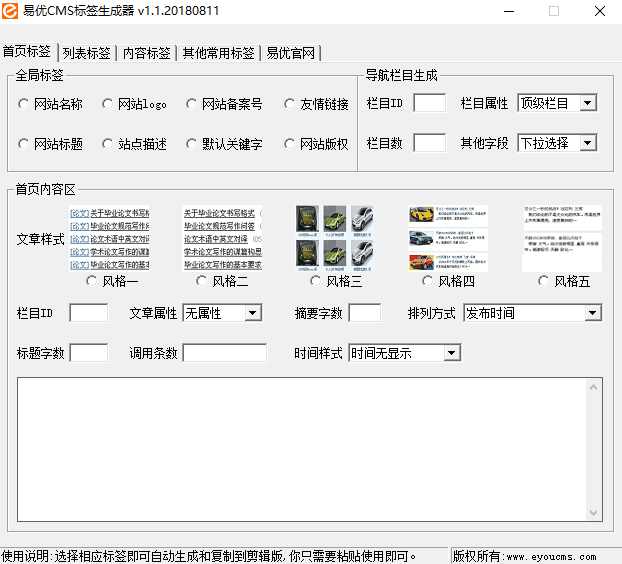 易优CMS标签生成器 v1.1.20180811
首页标签 列表标签 内容标签 其他常用标签 易优官网
全局标签
网站名称 网站logo 网站备案号 友情链接
网站标题 站点描述 默认关键字 网站版权
导航栏目生成
栏目ID 栏目属性 顶级栏目
栏目数 其他字段 下拉选择
首页内容区
文章样式
[论文] 关于毕业论文书写格
[论文] 毕业论文规范写作问
[论文] 论文术语中英文对译
[论文] 学术论文写作的谋篇
[论文] 毕业论文写作的基本
关于毕业论文书写格式
毕业论文规范写作问答
论文术语中英文对译
学术论文写作的谋篇构思
毕业论文写作的基本要求
风格一 风格二 风格三 风格四 风格五
栏目ID 文章属性 无属性 摘要字数 排列方式 发布时间
标题字数 调用条数 时间样式 时间无显示
使用说明:选择相应标签即可自动生成和复制到剪辑版,你只需要粘贴使用即可。
版权所有:www.eyoucms.com